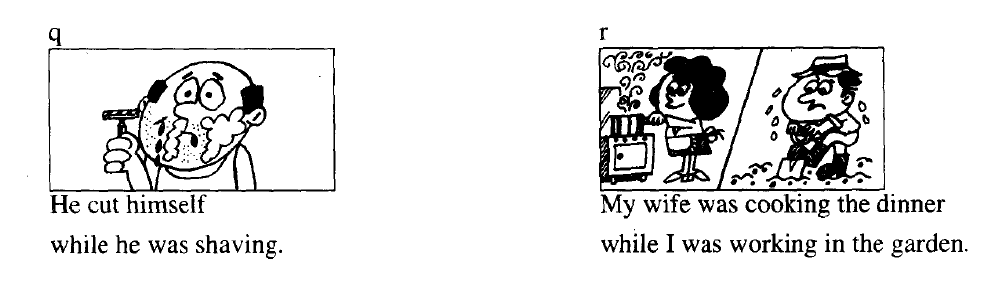 q
He cut himself
while he was shaving.
r
My wife was cooking the dinner
while I was working in the garden.